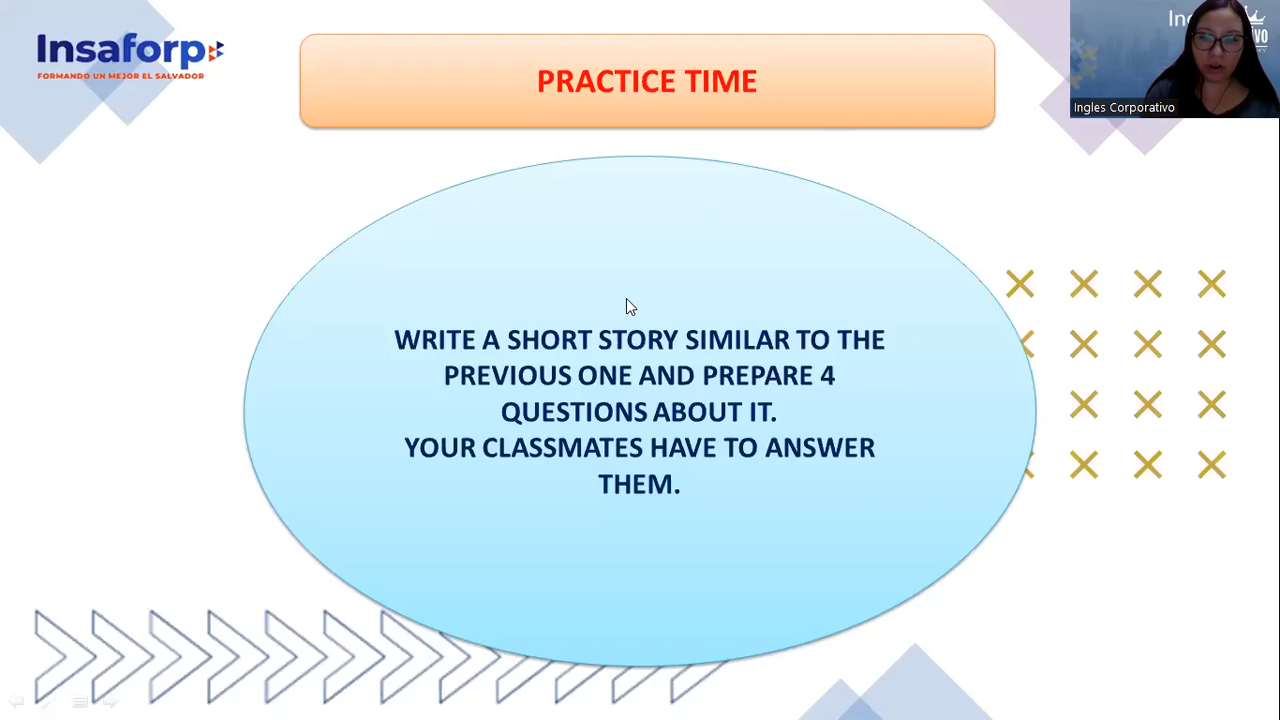 Insaforp
FORMANDO UN MEJOR EL SALVADOR
PRACTICE TIME
Ingles Corporativo
WRITE A SHORT STORY SIMILAR TO THE
PREVIOUS ONE AND PREPARE 4
QUESTIONS ABOUT IT.
YOUR CLASSMATES HAVE TO ANSWER
THEM.